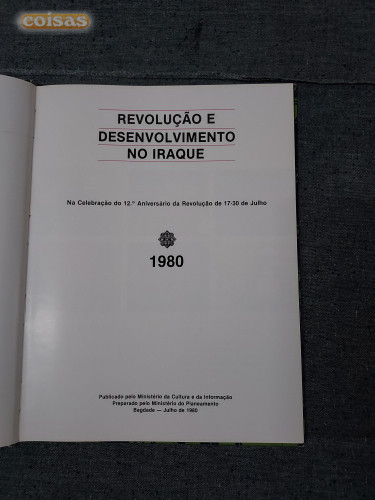 coisas
REVOLUÇÃO E
DESENVOLVIMENTO
NO IRAQUE
Na Celebração do 12.º Aniversário da Revolução de 17-30 de Julho
1980
Publicado pelo Ministério da Cultura e da Informação
Preparado pelo Ministério do Planeamento
Bagdade — Julho de 1980